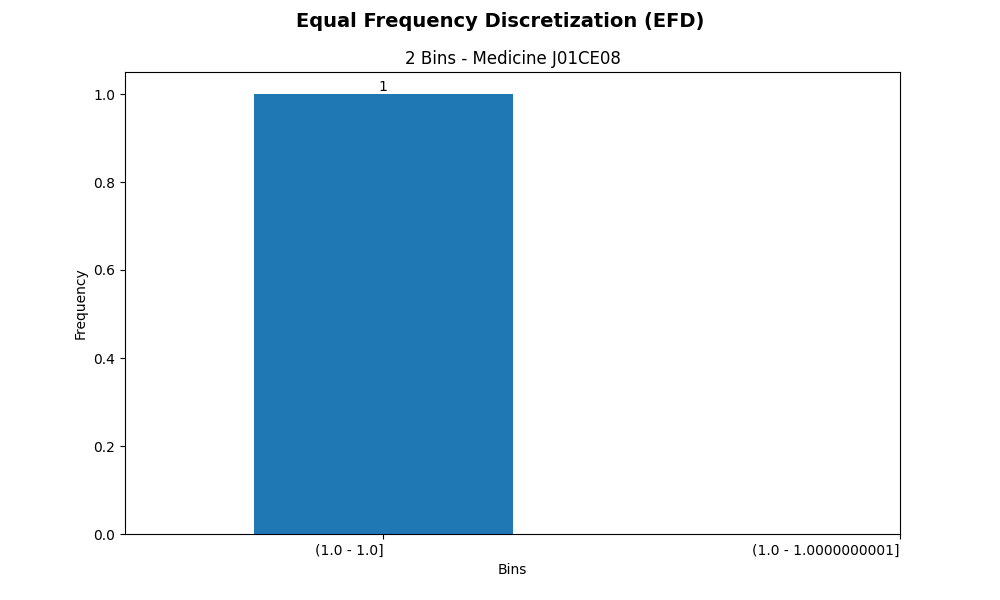 Equal Frequency Discretization (EFD)
2 Bins - Medicine J01CE08
1
1.0
0.8
0.6
0.4
0.2
0.0
Frequency
(1.0 - 1.0]
(1.0 - 1.0000000001]
Bins